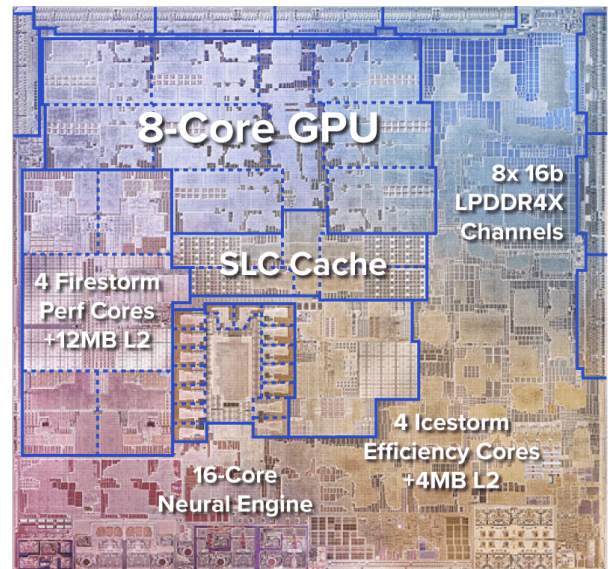 8-Core GPU
8x 16b
LPDDR4X
Channels
SLC Cache
4 Firestorm
Perf Cores
+12MB L2
4 Icestorm
Efficiency Cores
+4MB L2
16-Core
Neural Engine